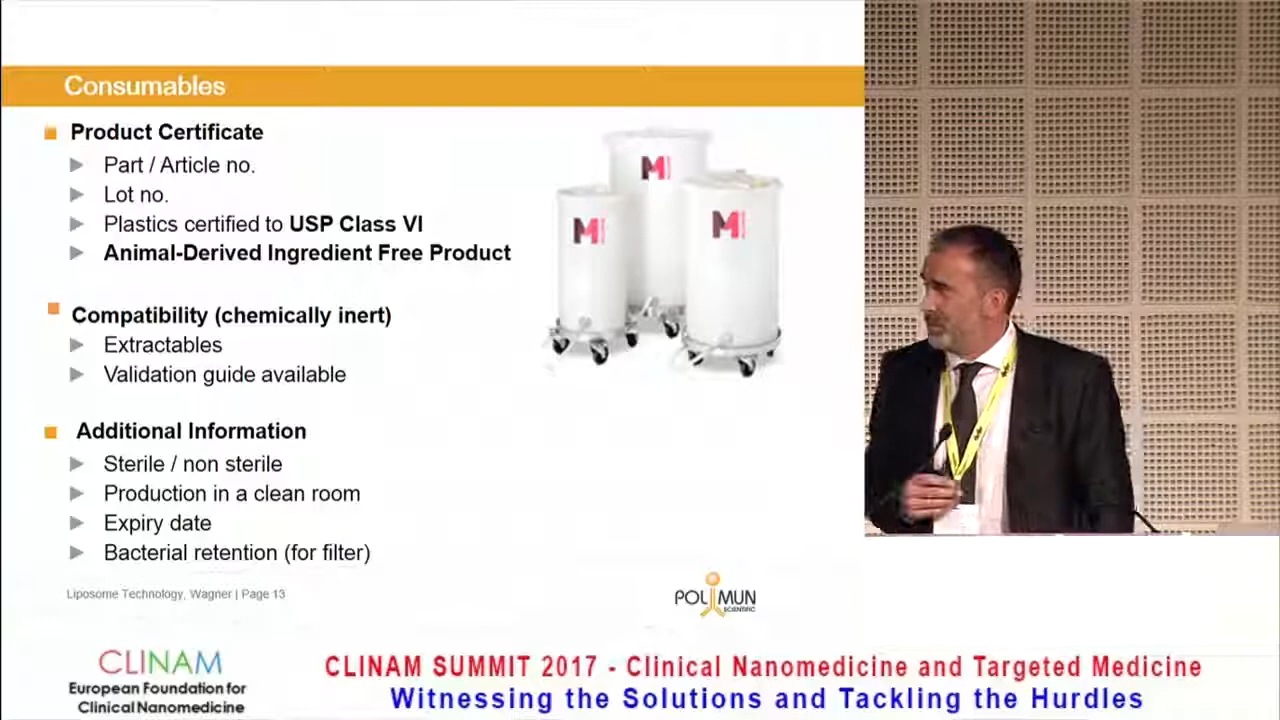 Consumables
Product Certificate
Part / Article no.
Lot no.
Plastics certified to USP Class VI
Animal-Derived Ingredient Free Product
Compatibility (chemically inert)
Extractables
Validation guide available
Additional Information
Sterile / non sterile
Production in a clean room
Expiry date
Bacterial retention (for filter)
Liposome Technology, Wagner | Page 13
POLYMUN
SCIENTIFIC
CLINAM
European Foundation for
Clinical Nanomedicine
CLINAM SUMMIT 2017 - Clinical Nanomedicine and Targeted Medicine
Witnessing the Solutions and Tackling the Hurdles